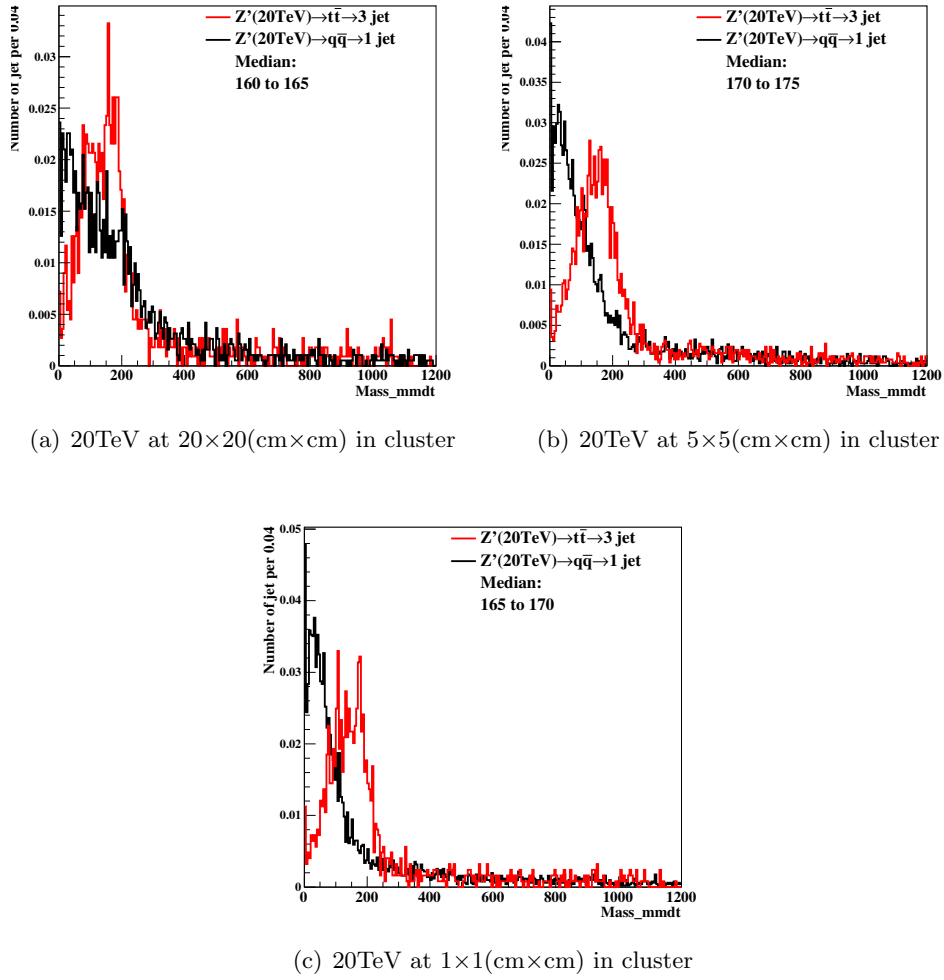 Z'(20TeV)→tt̄→3 jet
Z'(20TeV)→qq̄→1 jet
Median:
160 to 165
Number of jet per 0.04
0.03
0.025
0.02
0.015
0.01
0.005
0
0 200 400 600 800 1000 1200
Mass_mmdt
(a) 20TeV at 20×20(cm×cm) in cluster
Z'(20TeV)→tt̄→3 jet
Z'(20TeV)→qq̄→1 jet
Median:
170 to 175
Number of jet per 0.04
0.04
0.035
0.03
0.025
0.02
0.015
0.01
0.005
0
0 200 400 600 800 1000 1200
Mass_mmdt
(b) 20TeV at 5×5(cm×cm) in cluster
Z'(20TeV)→tt̄→3 jet
Z'(20TeV)→qq̄→1 jet
Median:
165 to 170
Number of jet per 0.04
0.05
0.04
0.03
0.02
0.01
0
0 200 400 600 800 1000 1200
Mass_mmdt
(c) 20TeV at 1×1(cm×cm) in cluster